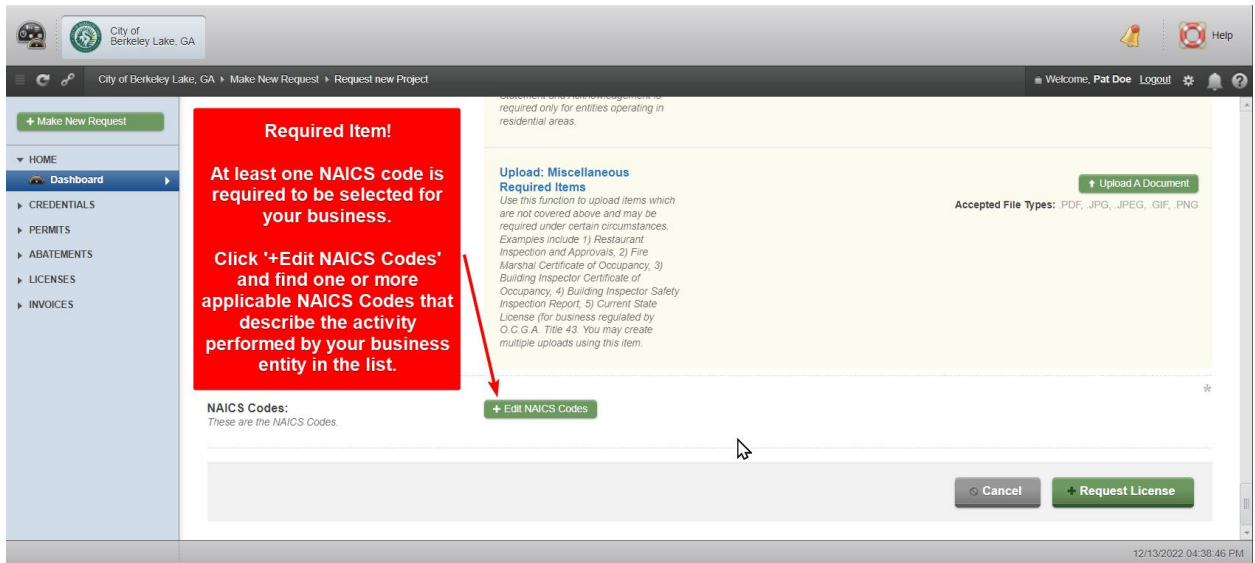 City of
Berkeley Lake, GA
Help
City of Berkeley Lake, GA ▸ Make New Request ▸ Request new Project
Welcome, Pat Doe Logout
+ Make New Request
HOME
Dashboard
CREDENTIALS
PERMITS
ABATEMENTS
LICENSES
INVOICES
Required Item!
At least one NAICS code is
required to be selected for
your business.
Click '+Edit NAICS Codes'
and find one or more
applicable NAICS Codes that
describe the activity
performed by your business
entity in the list.
Statement and Acknowledgement is
required only for entities operating in
residential areas.
Upload: Miscellaneous
Required Items
Use this function to upload items which
are not covered above and may be
required under certain circumstances.
Examples include 1) Restaurant
Inspection and Approvals, 2) Fire
Marshal Certificate of Occupancy, 3)
Building Inspector Certificate of
Occupancy, 4) Building Inspector Safety
Inspection Report, 5) Current State
License (for business regulated by
O.C.G.A. Title 43. You may create
multiple uploads using this item.
Upload A Document
Accepted File Types: .PDF, .JPG, .JPEG, .GIF, .PNG
*
NAICS Codes:
These are the NAICS Codes.
+ Edit NAICS Codes
Cancel
+ Request License
12/13/2022 04:38:46 PM